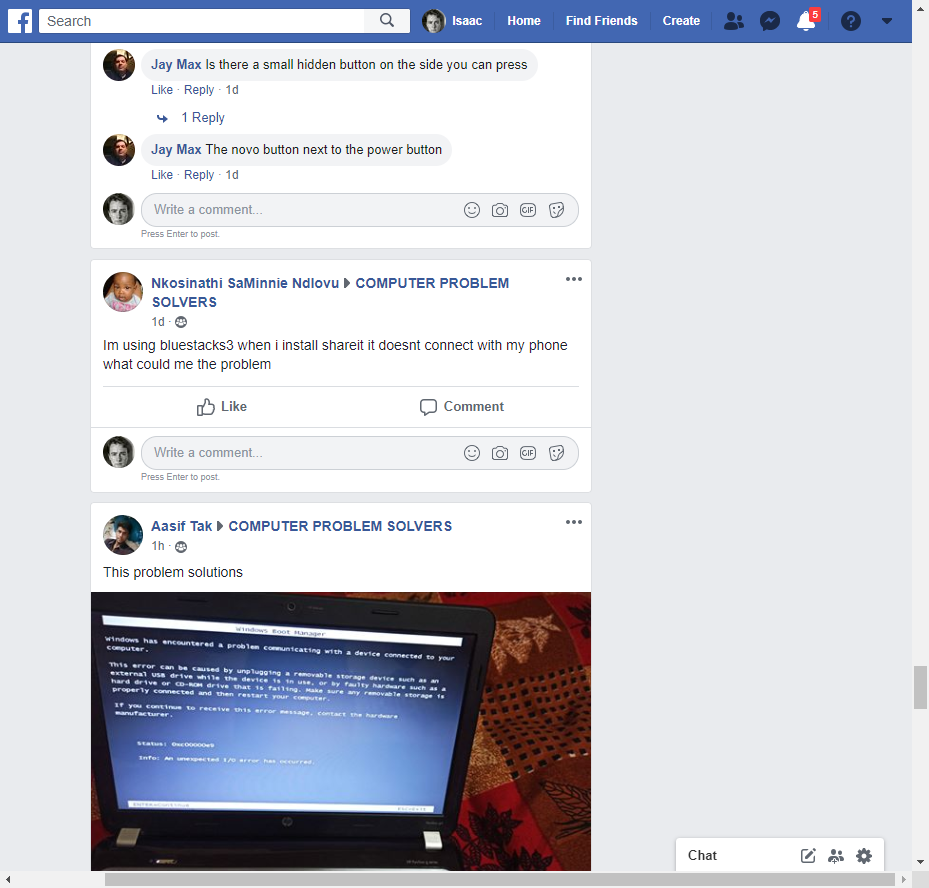 Search
Isaac
Home
Find Friends
Create
5
Jay Max Is there a small hidden button on the side you can press
Like · Reply · 1d
1 Reply
Jay Max The novo button next to the power button
Like · Reply · 1d
Write a comment...
GIF
Press Enter to post.
Nkosinathi SaMinnie Ndlovu COMPUTER PROBLEM
SOLVERS
1d ·
Im using bluestacks3 when i install shareit it doesnt connect with my phone
what could me the problem
Like
Comment
Write a comment...
GIF
Press Enter to post.
Aasif Tak COMPUTER PROBLEM SOLVERS
1h ·
This problem solutions
Windows Boot Manager
Windows has encountered a problem communicating with a device connected to your
computer.
This error can be caused by unplugging a removable storage device such as an
external USB drive while the device is in use, or by faulty hardware such as a
hard drive or CD-ROM drive that is failing. Make sure any removable storage is
properly connected and then restart your computer.
If you continue to receive this error message, contact the hardware
manufacturer.
Status: 0xc00000e9
Info: An unexpected I/O error has occurred.
hp
Chat